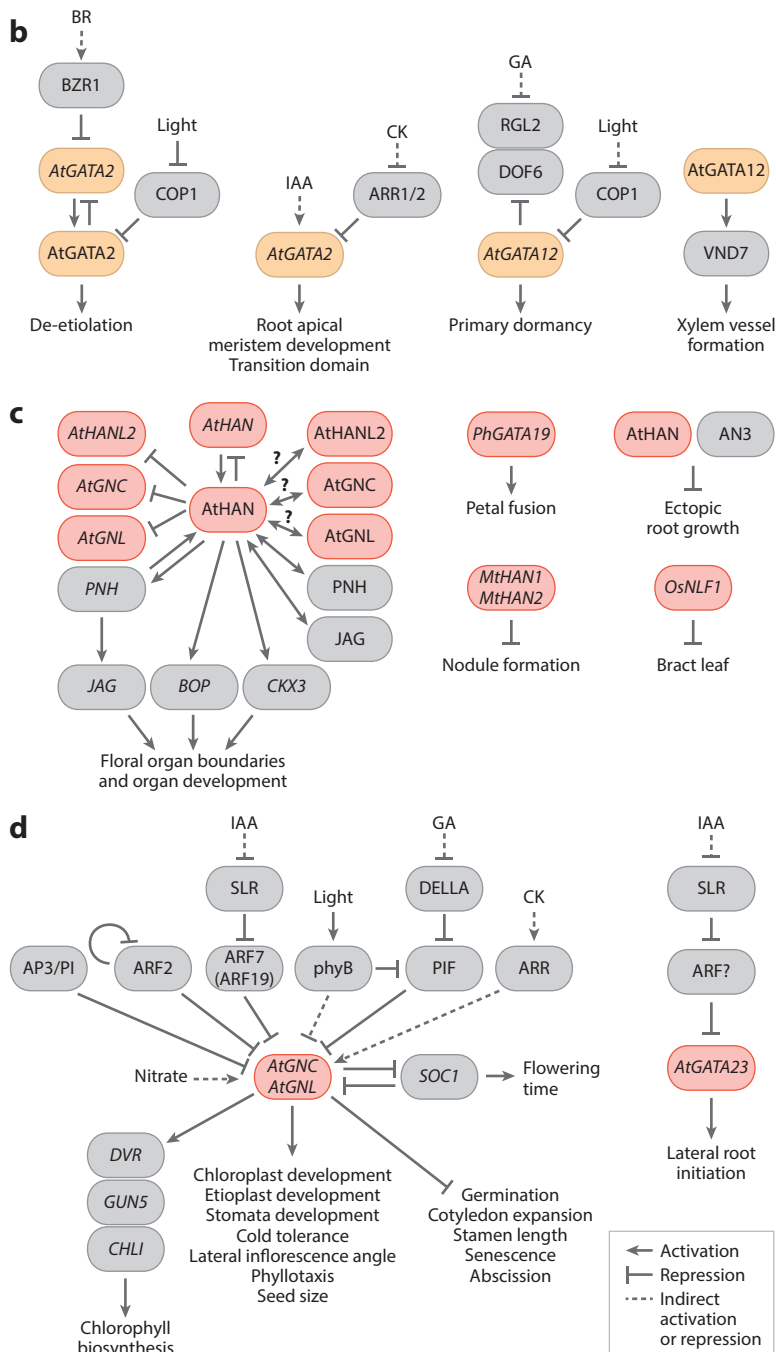 b
BR
BZR1
AtGATA2
AtGATA2
De-etiolation
Light
COP1
IAA
CK
ARR1/2
AtGATA2
Root apical
meristem development
Transition domain
GA
RGL2
DOF6
Light
COP1
AtGATA12
Primary dormancy
AtGATA12
VND7
Xylem vessel
formation
c
AtHANL2
AtGNC
AtGNL
PNH
AtHAN
AtHAN
?
?
?
AtHANL2
AtGNC
AtGNL
PNH
JAG
JAG
BOP
CKX3
Floral organ boundaries
and organ development
PhGATA19
Petal fusion
AtHAN
AN3
Ectopic
root growth
MtHAN1
MtHAN2
Nodule formation
OsNLF1
Bract leaf
d
IAA
SLR
GA
DELLA
Light
CK
AP3/PI
ARF2
ARF7
(ARF19)
phyB
PIF
ARR
Nitrate
AtGNC
AtGNL
SOC1
Flowering
time
DVR
GUN5
CHLI
Chlorophyll
biosynthesis
Chloroplast development
Etioplast development
Stomata development
Cold tolerance
Lateral inflorescence angle
Phyllotaxis
Seed size
Germination
Cotyledon expansion
Stamen length
Senescence
Abscission
IAA
SLR
ARF?
AtGATA23
Lateral root
initiation
Activation
Repression
Indirect
activation
or repression